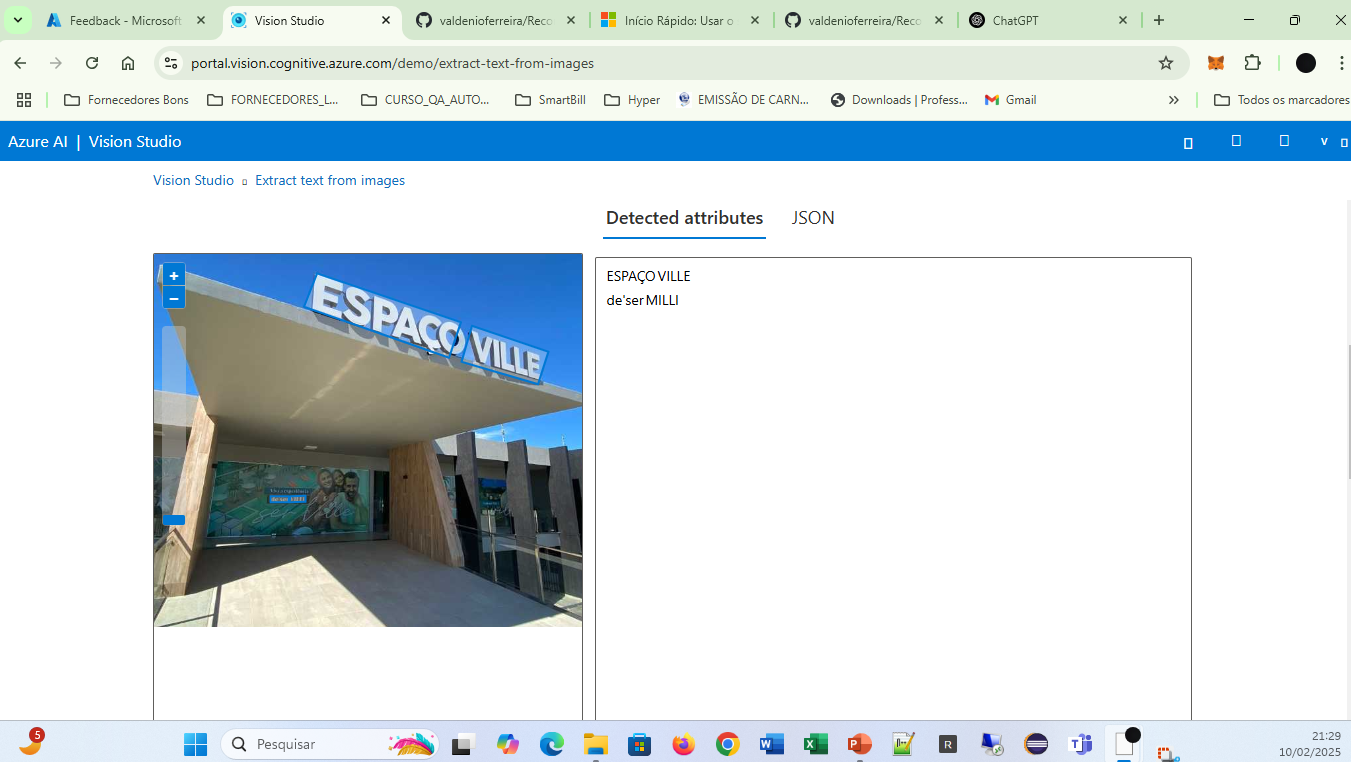 Feedback - Microsoft
Vision Studio
valdenioferreira/Reco
Início Rápido: Usar o
valdenioferreira/Reco
ChatGPT
portal.vision.cognitive.azure.com/demo/extract-text-from-images
Fornecedores Bons
FORNECEDORES_L...
CURSO_QA_AUTO...
SmartBill
Hyper
EMISSÃO DE CARN...
Downloads | Profess...
Gmail
Todos os marcadores
Azure AI | Vision Studio
v
Vision Studio
Extract text from images
Detected attributes
JSON
+
−
ESPAÇO VILLE
ESPAÇO VILLE
de'ser MILLI
5
Pesquisar
R
21:29
10/02/2025